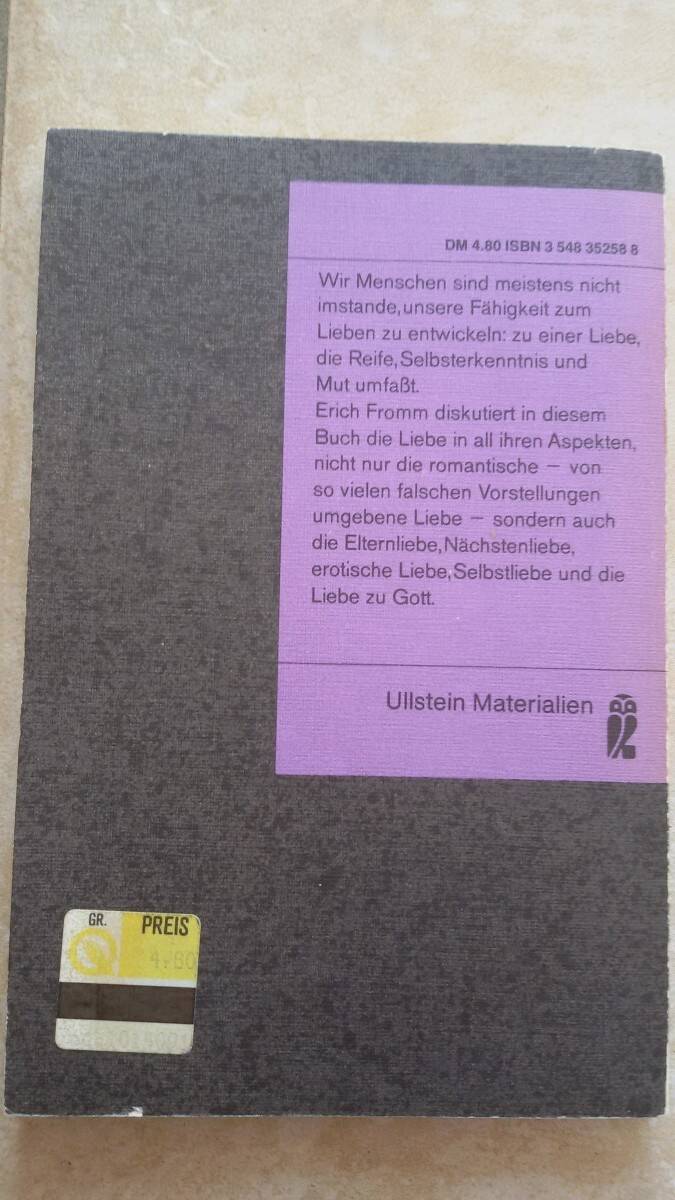 DM 4.80 ISBN 3 548 35258 8
Wir Menschen sind meistens nicht
imstande, unsere Fähigkeit zum
Lieben zu entwickeln: zu einer Liebe,
die Reife, Selbsterkenntnis und
Mut umfaßt.
Erich Fromm diskutiert in diesem
Buch die Liebe in all ihren Aspekten,
nicht nur die romantische — von
so vielen falschen Vorstellungen
umgebene Liebe — sondern auch
die Elternliebe, Nächstenliebe,
erotische Liebe, Selbstliebe und die
Liebe zu Gott.
Ullstein Materialien
GR. PREIS
4.80